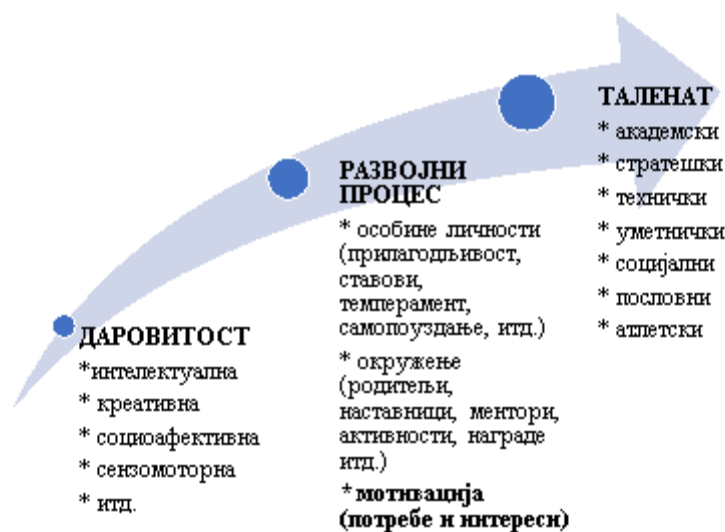 ДАРОВИТОСТ
*интелектуална
* креативна
* социоафективна
* сензомоторна
* итд.
РАЗВОЈНИ
ПРОЦЕС
* особине личности
(прилагодљивост,
ставови,
темперамент,
самопоуздање, итд.)
* окружење
(родитељи,
наставници, ментори,
активности, награде
итд.)
* мотивација
(потребе и интереси)
ТАЛЕНАТ
* академски
* стратешки
* технички
* уметнички
* социјални
* пословни
* атлетски